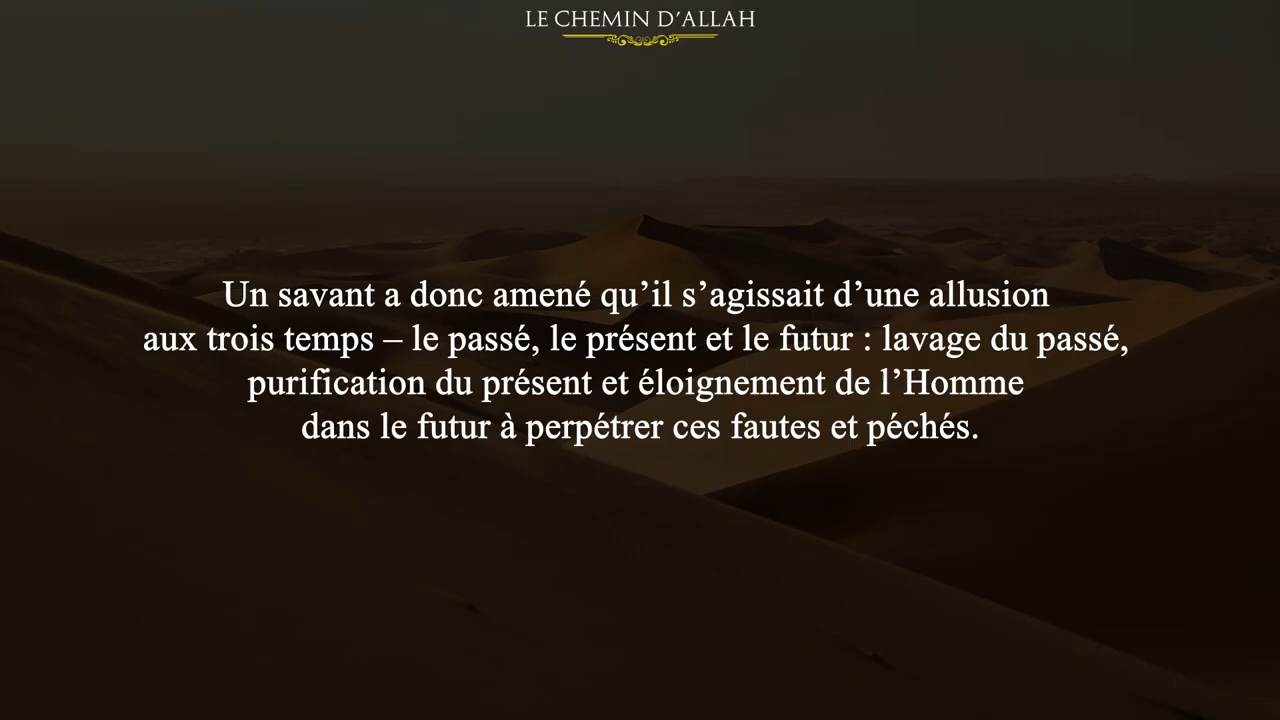 LE CHEMIN D’ALLAH
Un savant a donc amené qu’il s’agissait d’une allusion
aux trois temps – le passé, le présent et le futur : lavage du passé,
purification du présent et éloignement de l’Homme
dans le futur à perpétrer ces fautes et péchés.